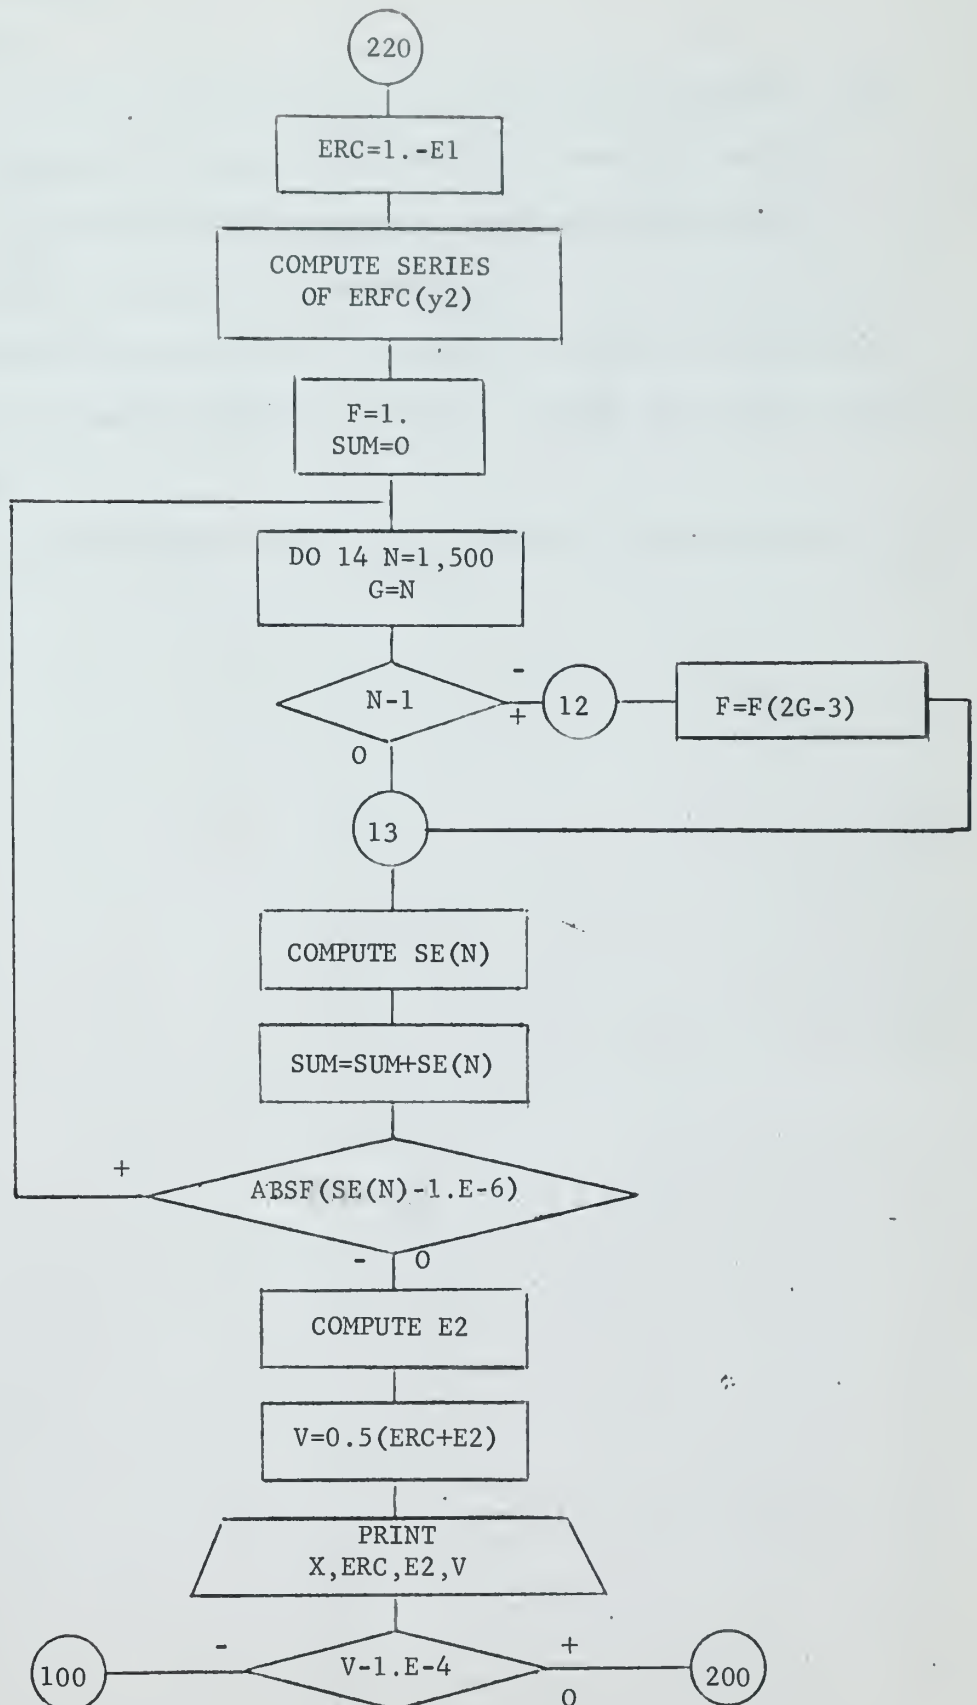 220
ERC=1.-E1
COMPUTE SERIES
OF ERFC(y2)
F=1.
SUM=0
DO 14 N=1,500
G=N
N-1
-
+
12
F=F(2G-3)
0
13
COMPUTE SE(N)
SUM=SUM+SE(N)
+
ABSF(SE(N)-1.E-6)
- 0
COMPUTE E2
V=0.5(ERC+E2)
PRINT
X,ERC,E2,V
100
-
V-1.E-4
+
0
200